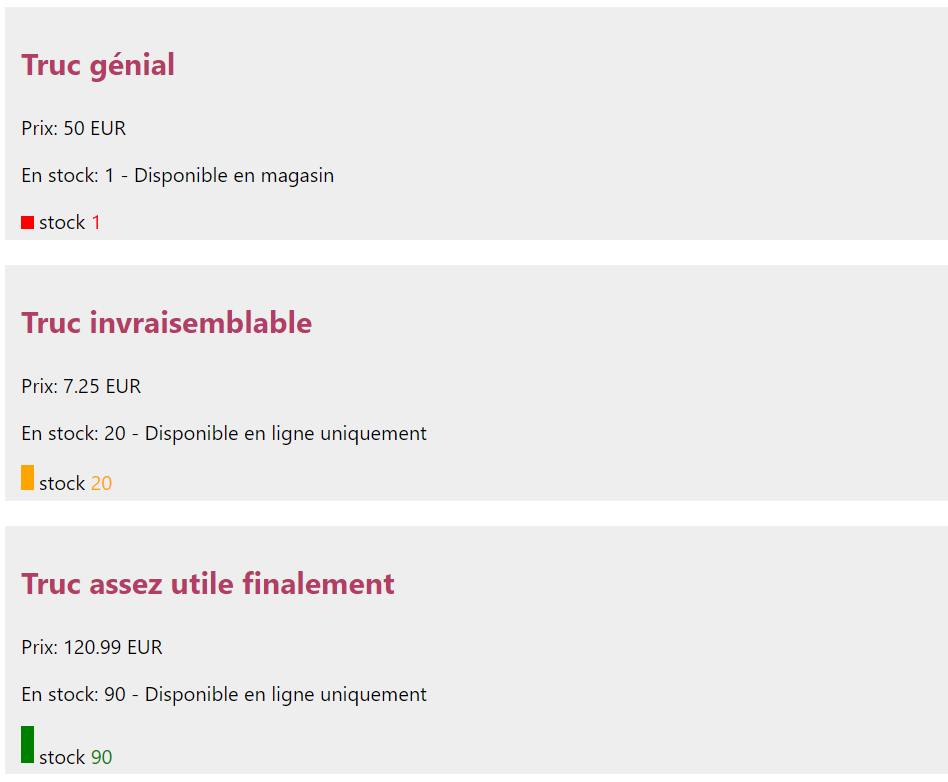 Truc génial
Prix: 50 EUR
En stock: 1 - Disponible en magasin
stock 1
Truc invraisemblable
Prix: 7.25 EUR
En stock: 20 - Disponible en ligne uniquement
stock 20
Truc assez utile finalement
Prix: 120.99 EUR
En stock: 90 - Disponible en ligne uniquement
stock 90